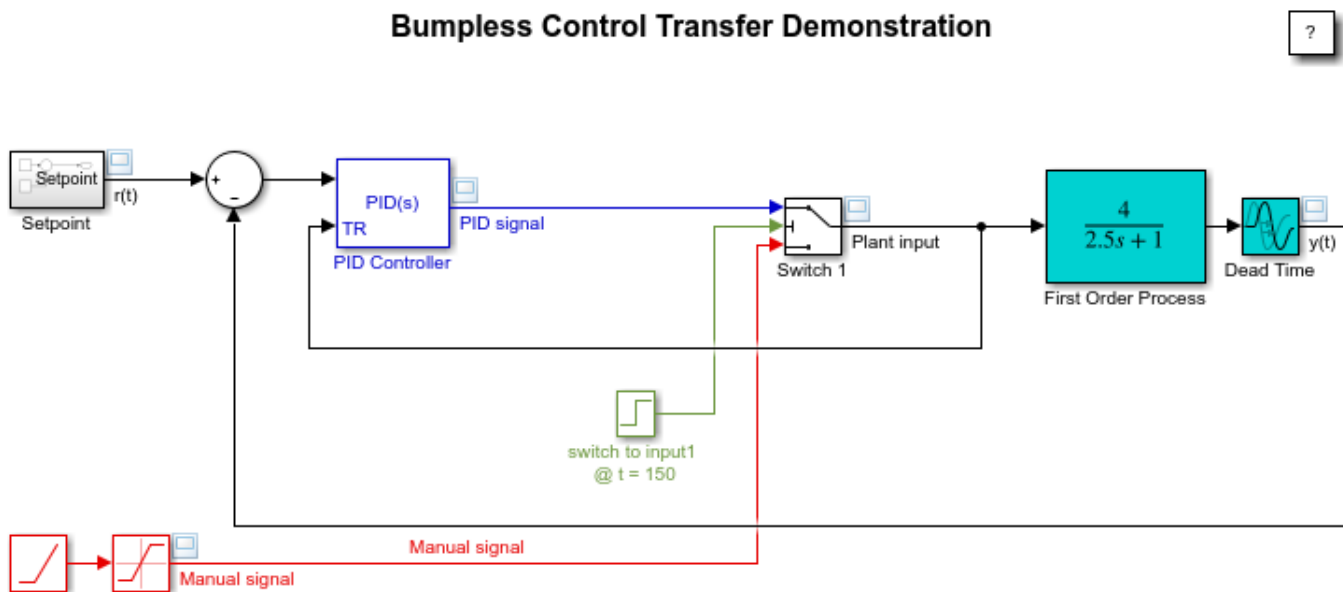 Bumpless Control Transfer Demonstration
?
Setpoint
r(t)
Setpoint
+
−
PID(s)
TR
PID signal
PID Controller
Plant input
Switch 1
4
2.5s + 1
First Order Process
Dead Time
y(t)
switch to input1
@ t = 150
Manual signal
Manual signal